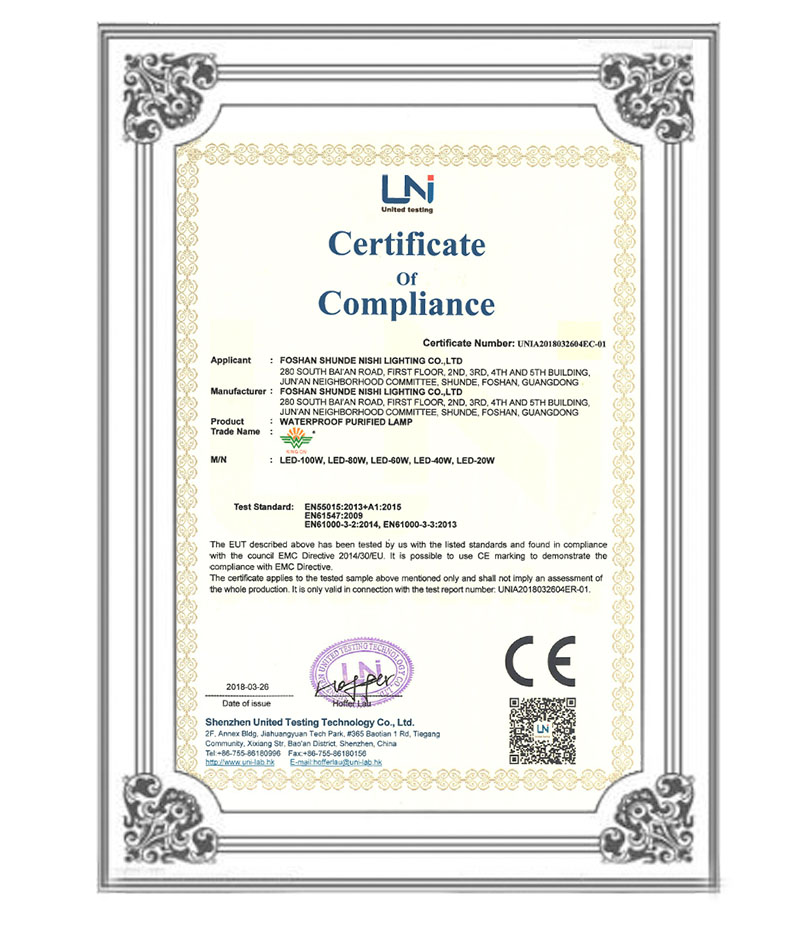 LNi
United testing
Certificate
Of
Compliance
Certificate Number: UNIA2018032604EC-01
Applicant : FOSHAN SHUNDE NISHI LIGHTING CO.,LTD
280 SOUTH BAI'AN ROAD, FIRST FLOOR, 2ND, 3RD, 4TH AND 5TH BUILDING,
JUN'AN NEIGHBORHOOD COMMITTEE, SHUNDE, FOSHAN, GUANGDONG
Manufacturer : FOSHAN SHUNDE NISHI LIGHTING CO.,LTD
280 SOUTH BAI'AN ROAD, FIRST FLOOR, 2ND, 3RD, 4TH AND 5TH BUILDING,
JUN'AN NEIGHBORHOOD COMMITTEE, SHUNDE, FOSHAN, GUANGDONG
Product : WATERPROOF PURIFIED LAMP
Trade Name :
M/N : LED-100W, LED-80W, LED-60W, LED-40W, LED-20W
Test Standard: EN55015:2013+A1:2015
EN61547:2009
EN61000-3-2:2014, EN61000-3-3:2013
The EUT described above has been tested by us with the listed standards and found in compliance
with the council EMC Directive 2014/30/EU. It is possible to use CE marking to demonstrate the
compliance with EMC Directive.
The certificate applies to the tested sample above mentioned only and shall not imply an assessment of
the whole production. It is only valid in connection with the test report number: UNIA2018032604ER-01.
UNITED TESTING TECHNOLOGY CO
LNi
CE
2018-03-26
Date of issue
Hoffer Lau
Shenzhen United Testing Technology Co., Ltd.
2F, Annex Bldg, Jiahuangyuan Tech Park, #365 Baotian 1 Rd, Tiegang
Community, Xixiang Str, Bao'an District, Shenzhen, China
Tel:+86-755-86180996 Fax:+86-755-86180156
http://www.uni-lab.hk E-mail:hofferlau@uni-lab.hk
LNi